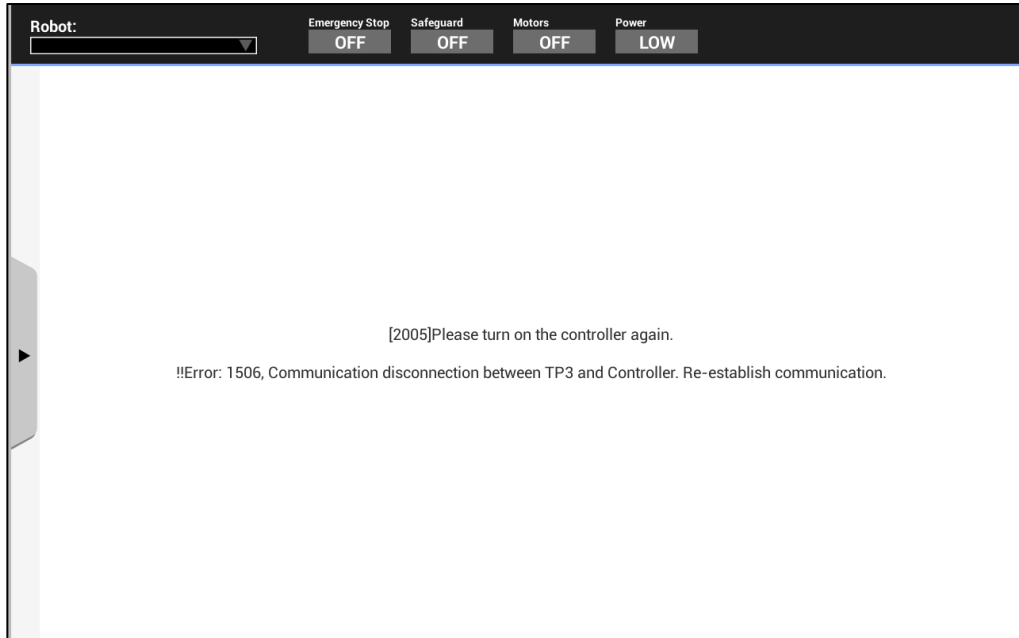 Robot:
Emergency Stop Safeguard Motors Power
OFF OFF OFF LOW
[2005]Please turn on the controller again.
!!Error: 1506, Communication disconnection between TP3 and Controller. Re-establish communication.